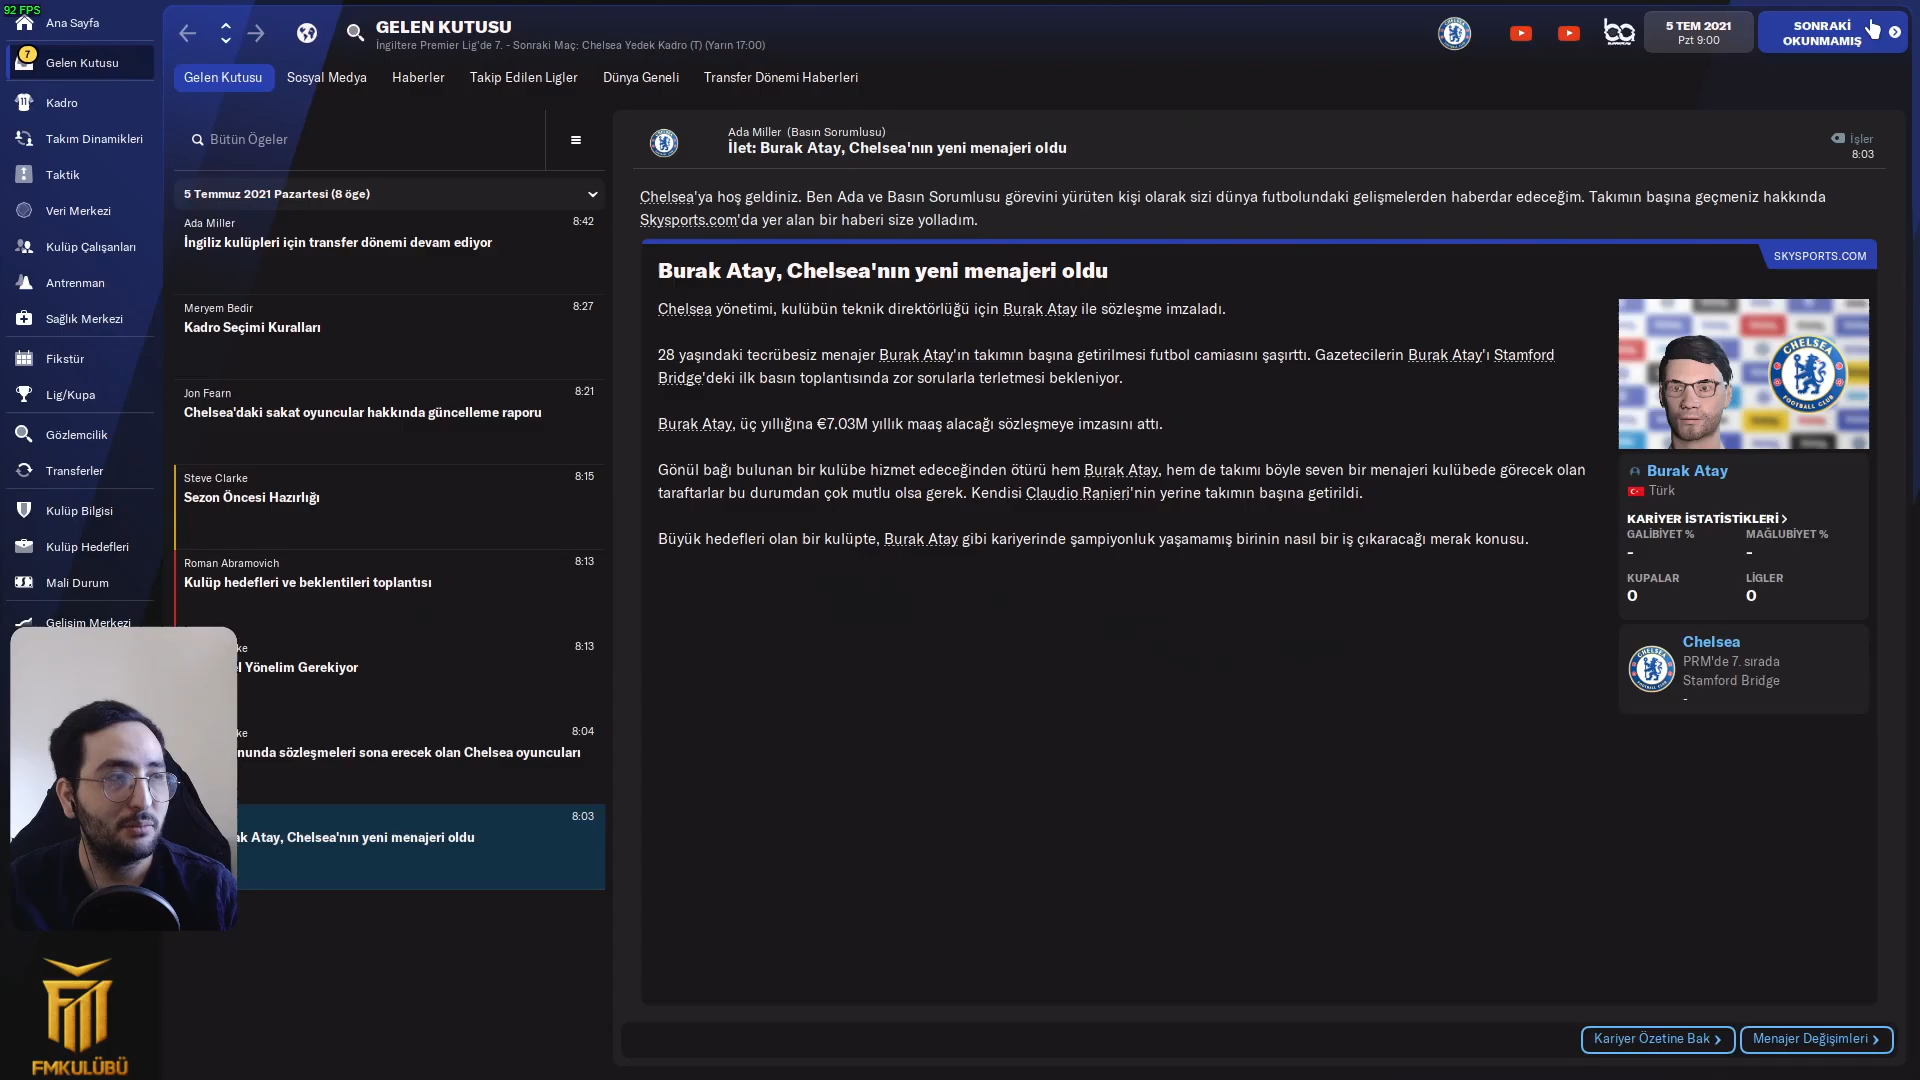 92 FPS
Ana Sayfa
7
Gelen Kutusu
Kadro
Takım Dinamikleri
Taktik
Veri Merkezi
Kulüp Çalışanları
Antrenman
Sağlık Merkezi
Fikstür
Lig/Kupa
Gözlemcilik
Transferler
Kulüp Bilgisi
Kulüp Hedefleri
Mali Durum
Gelişim Merkezi
FMKULÜBÜ
GELEN KUTUSU
İngiltere Premier Lig'de 7. - Sonraki Maç: Chelsea Yedek Kadro (T) (Yarın 17:00)
5 TEM 2021
Pzt 9:00
SONRAKİ
OKUNMAMIŞ
Gelen Kutusu
Sosyal Medya
Haberler
Takip Edilen Ligler
Dünya Geneli
Transfer Dönemi Haberleri
Bütün Ögeler
5 Temmuz 2021 Pazartesi (8 öge)
Ada Miller 8:42
İngiliz kulüpleri için transfer dönemi devam ediyor
Meryem Bedir 8:27
Kadro Seçimi Kuralları
Jon Fearn 8:21
Chelsea'daki sakat oyuncular hakkında güncelleme raporu
Steve Clarke 8:15
Sezon Öncesi Hazırlığı
Roman Abramovich 8:13
Kulüp hedefleri ve beklentileri toplantısı
ke 8:13
el Yönelim Gerekiyor
ke 8:04
nunda sözleşmeleri sona erecek olan Chelsea oyuncuları
8:03
ak Atay, Chelsea'nın yeni menajeri oldu
Ada Miller (Basın Sorumlusu)
İlet: Burak Atay, Chelsea'nın yeni menajeri oldu
İşler
8:03
Chelsea'ya hoş geldiniz. Ben Ada ve Basın Sorumlusu görevini yürüten kişi olarak sizi dünya futbolundaki gelişmelerden haberdar edeceğim. Takımın başına geçmeniz hakkında
Skysports.com'da yer alan bir haberi size yolladım.
SKYSPORTS.COM
Burak Atay, Chelsea'nın yeni menajeri oldu
Chelsea yönetimi, kulübün teknik direktörlüğü için Burak Atay ile sözleşme imzaladı.
28 yaşındaki tecrübesiz menajer Burak Atay'ın takımın başına getirilmesi futbol camiasını şaşırttı. Gazetecilerin Burak Atay'ı Stamford
Bridge'deki ilk basın toplantısında zor sorularla terletmesi bekleniyor.
Burak Atay, üç yıllığına €7.03M yıllık maaş alacağı sözleşmeye imzasını attı.
Gönül bağı bulunan bir kulübe hizmet edeceğinden ötürü hem Burak Atay, hem de takımı böyle seven bir menajeri kulübede görecek olan
taraftarlar bu durumdan çok mutlu olsa gerek. Kendisi Claudio Ranieri'nin yerine takımın başına getirildi.
Büyük hedefleri olan bir kulüpte, Burak Atay gibi kariyerinde şampiyonluk yaşamamış birinin nasıl bir iş çıkaracağı merak konusu.
CHELSEA
FOOTBALL CLUB
Burak Atay
Türk
KARİYER İSTATİSTİKLERİ
GALİBİYET % MAĞLUBİYET %
- -
KUPALAR LİGLER
0 0
Chelsea
PRM'de 7. sırada
Stamford Bridge
-
Kariyer Özetine Bak
Menajer Değişimleri